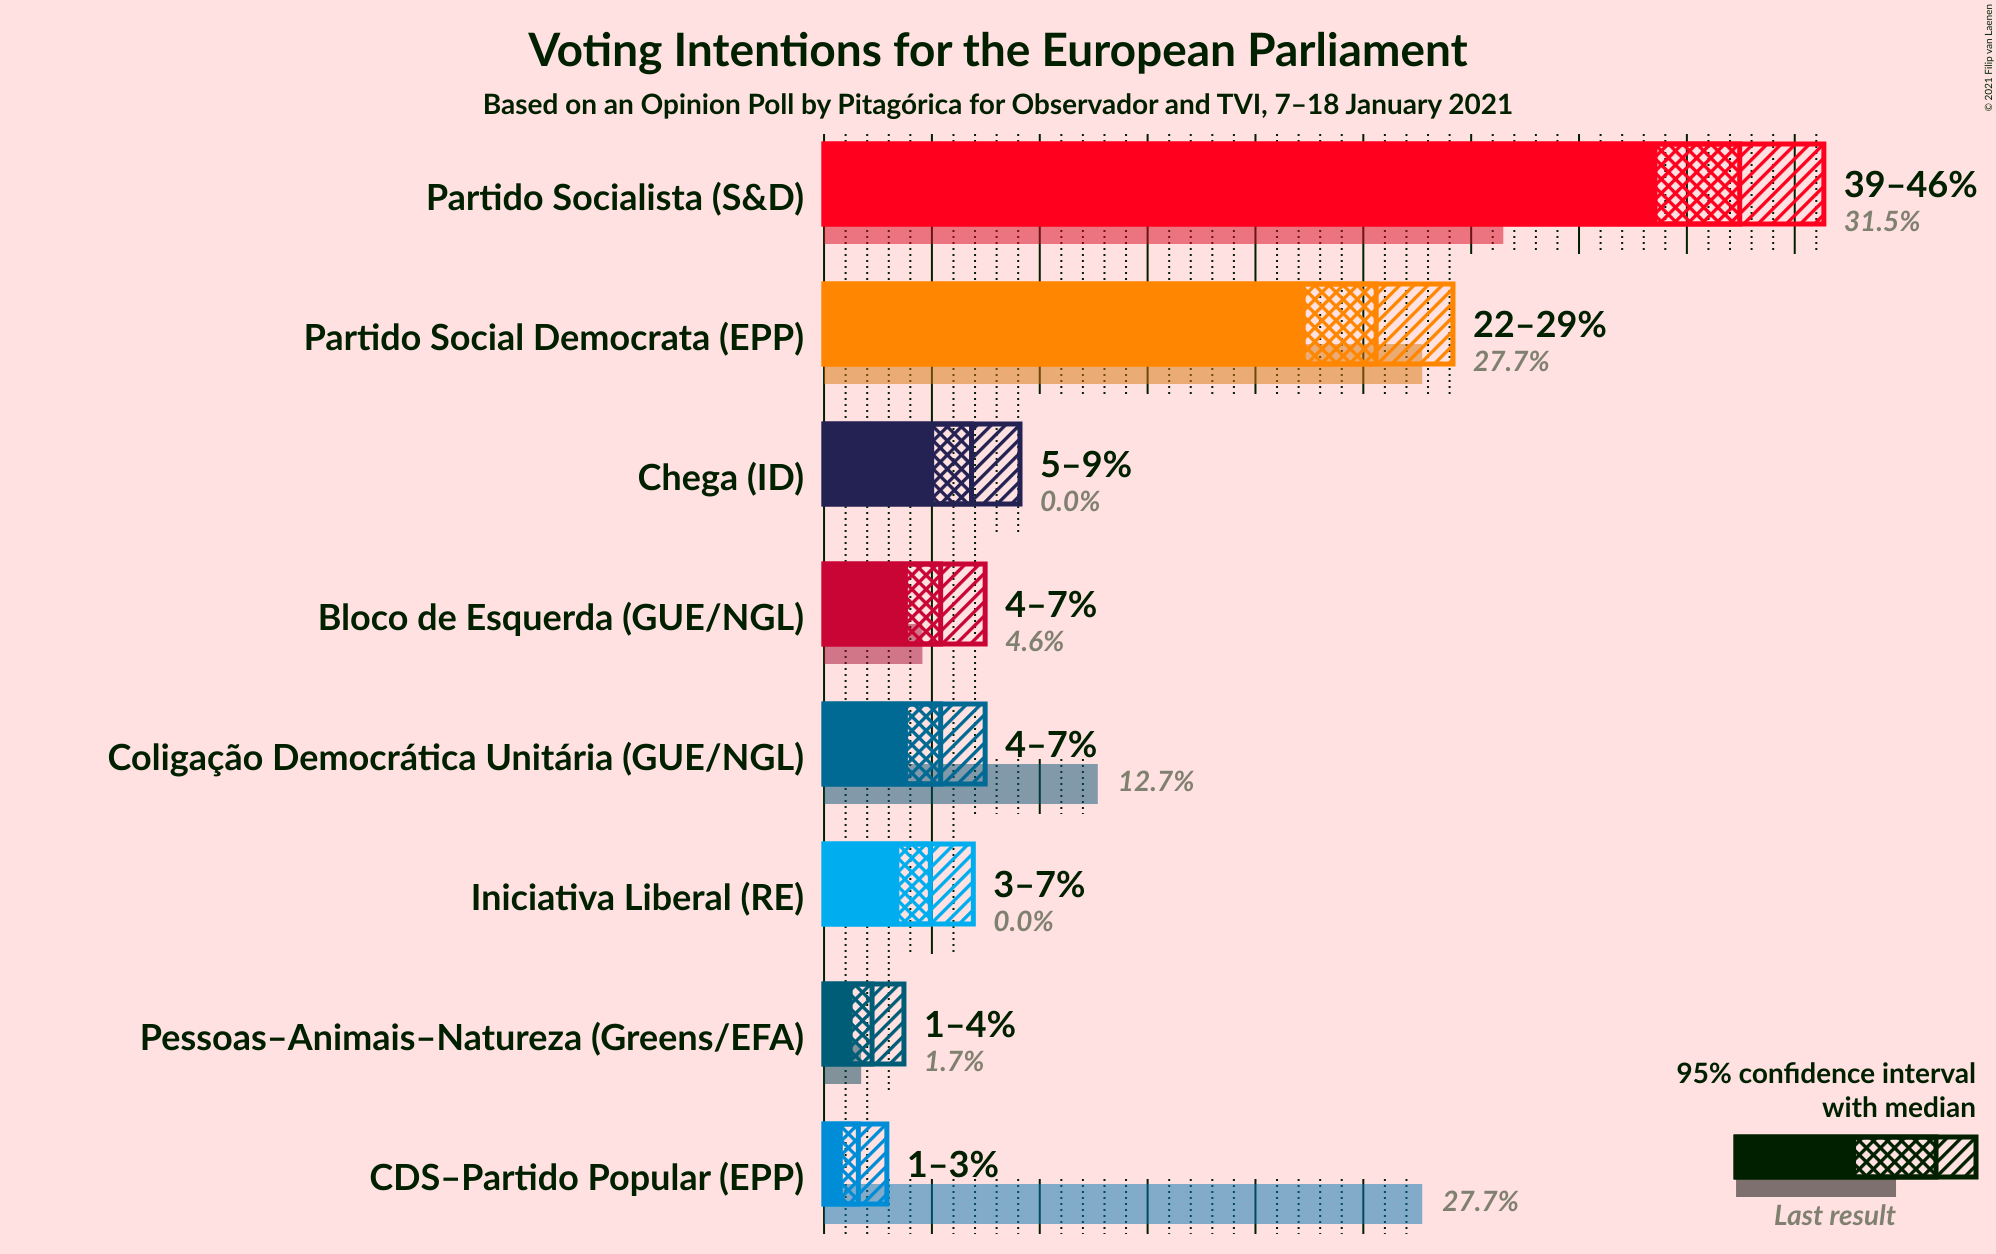 Voting Intentions for the European Parliament
Based on an Opinion Poll by Pitagórica for Observador and TVI, 7–18 January 2021
© 2021 Filip van Laenen
Partido Socialista (S&D)
39–46%
31.5%
Partido Social Democrata (EPP)
22–29%
27.7%
Chega (ID)
5–9%
0.0%
Bloco de Esquerda (GUE/NGL)
4–7%
4.6%
Coligação Democrática Unitária (GUE/NGL)
4–7%
12.7%
Iniciativa Liberal (RE)
3–7%
0.0%
Pessoas–Animais–Natureza (Greens/EFA)
1–4%
1.7%
CDS–Partido Popular (EPP)
1–3%
27.7%
95% confidence interval
with median
Last result